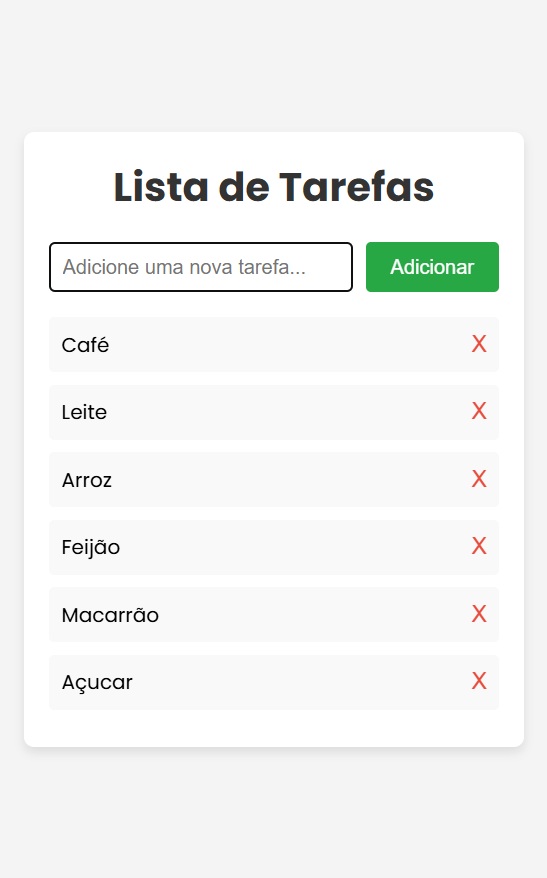 Lista de Tarefas
Adicione uma nova tarefa... Adicionar
Café X
Leite X
Arroz X
Feijão X
Macarrão X
Açucar X